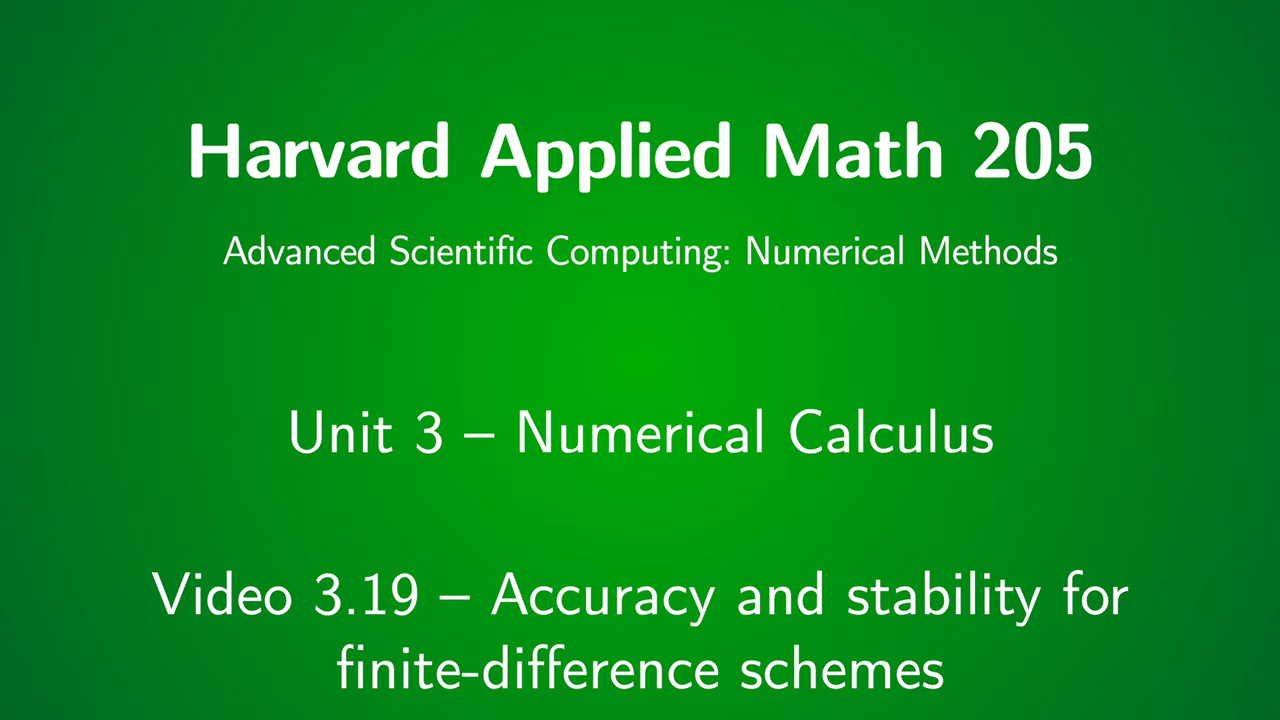 Harvard Applied Math 205
Advanced Scientific Computing: Numerical Methods
Unit 3 – Numerical Calculus
Video 3.19 – Accuracy and stability for
finite-difference schemes